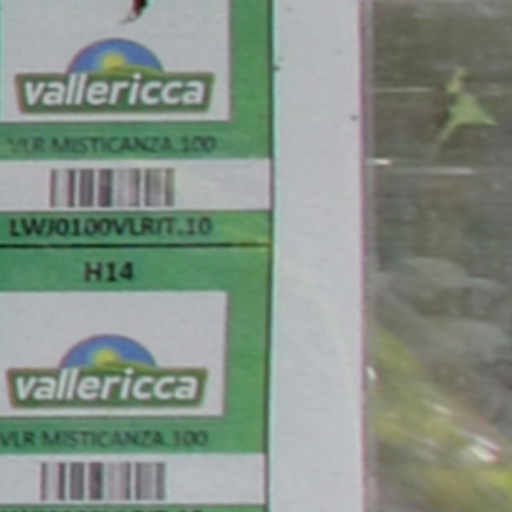 vallericca
VLR MISTICANZA 100
LWJ0100VLRIT.10
H14
vallericca
VLR MISTICANZA 100